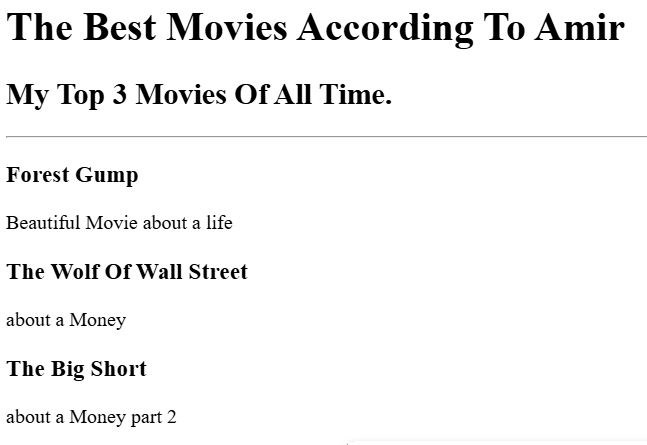 The Best Movies According To Amir
My Top 3 Movies Of All Time.
Forest Gump
Beautiful Movie about a life
The Wolf Of Wall Street
about a Money
The Big Short
about a Money part 2